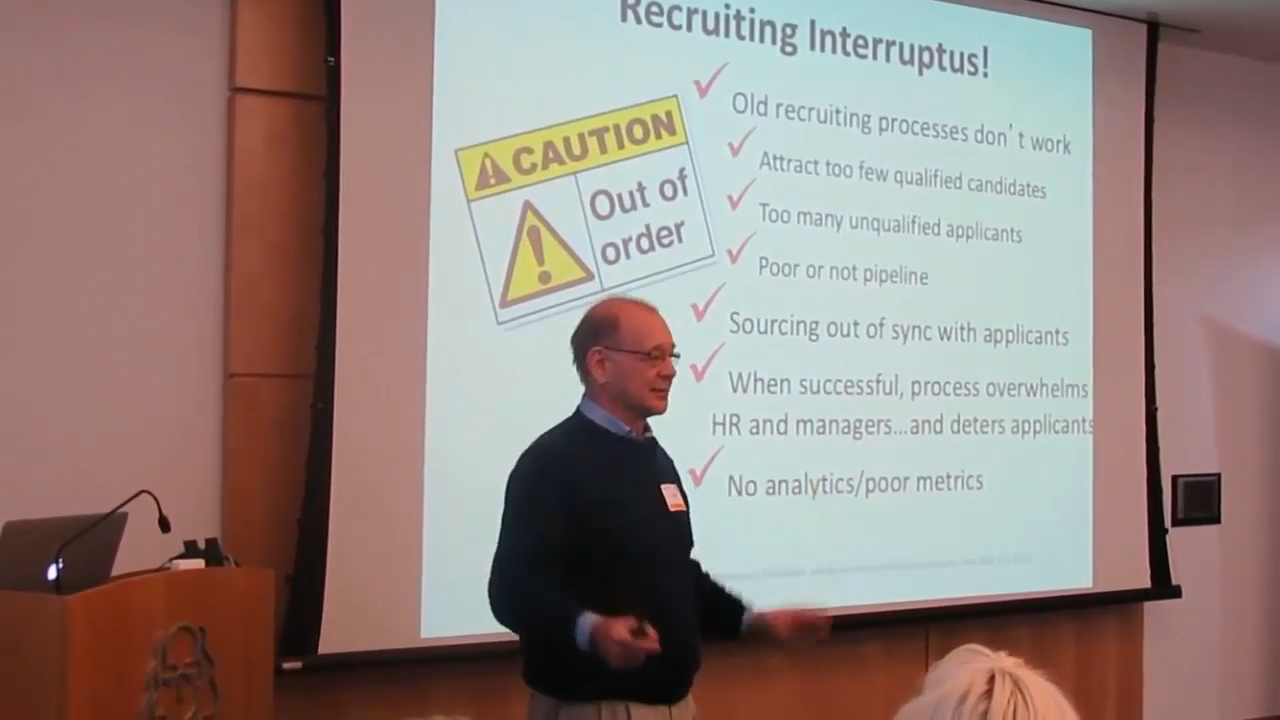 Recruiting Interruptus!
CAUTION
Out of
order
Old recruiting processes don't work
Attract too few qualified candidates
Too many unqualified applicants
Poor or not pipeline
Sourcing out of sync with applicants
When successful, process overwhelms
HR and managers...and deters applicants
No analytics/poor metrics